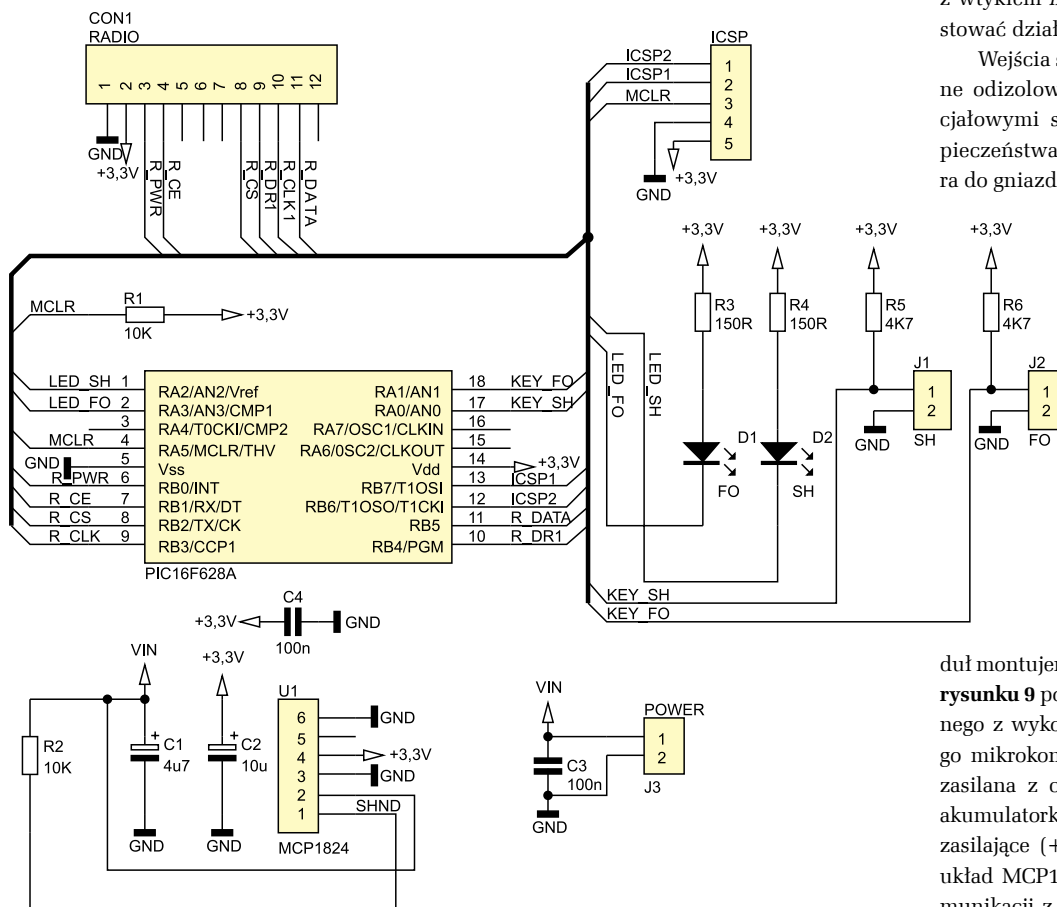 CON1
RADIO
1 2 3 4 5 6 7 8 9 10 11 12
GND
+3,3V
R_PWR
R_CE
R_CS
R_DR1
R_CLK1
R_DATA
ICSP
ICSP2 1
ICSP1 2
MCLR 3
4
5
GND
+3,3V
stować dział
Wejścia s
ne odizolow
cjałowymi s
pieczeństwa
ra do gniazd
MCLR
R1
10K
+3,3V
LED_SH 1 RA2/AN2/Vref RA1/AN1 18 KEY_FO
LED_FO 2 RA3/AN3/CMP1 RA0/AN0 17 KEY_SH
3 RA4/T0CKI/CMP2 RA7/OSC1/CLKIN 16
MCLR 4 RA5/MCLR/THV RA6/0SC2/CLKOUT 15
GND 5 Vss Vdd 14 +3,3V
R_PWR 6 RB0/INT RB7/T1OSI 13 ICSP1
R_CE 7 RB1/RX/DT RB6/T1OSO/T1CKI 12 ICSP2
R_CS 8 RB2/TX/CK RB5 11 R_DATA
R_CLK 9 RB3/CCP1 RB4/PGM 10 R_DR1
PIC16F628A
+3,3V +3,3V +3,3V +3,3V
R3
150R
R4
150R
R5
4K7
R6
4K7
LED_FO
LED_SH
D1
FO
D2
SH
J1
1
2
GND
SH
J2
1
2
GND
FO
KEY_SH
KEY_FO
C4
+3,3V GND
100n
VIN
+3,3V
R2
10K
+
C1
4u7
GND
+
C2
10u
GND
U1
6 GND
5
4 +3,3V
3 GND
2
1 SHND
MCP1824
VIN
C3
100n
GND
POWER
1
2
J3
duł montujem
rysunku 9 po
nego z wyko
go mikrokon
zasilana z o
akumulatork
zasilające (+
układ MCP1
munikacji z